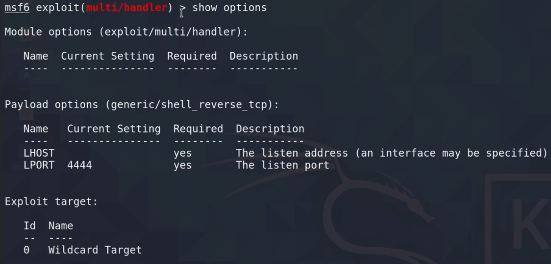 msf6 exploit(multi/handler) > show options
Module options (exploit/multi/handler):
Name  Current Setting  Required  Description
----  ---------------  --------  -----------
Payload options (generic/shell_reverse_tcp):
Name   Current Setting  Required  Description
----   ---------------  --------  -----------
LHOST                   yes       The listen address (an interface may be specified)
LPORT  4444             yes       The listen port
Exploit target:
Id  Name
--  ----
0   Wildcard Target
K